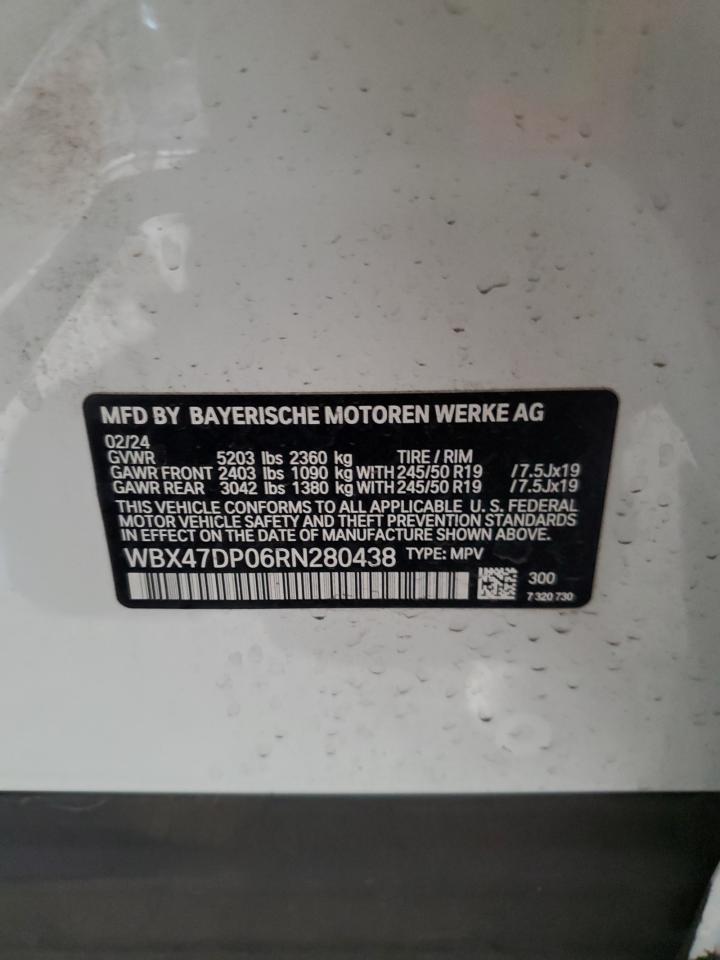 MFD BY BAYERISCHE MOTOREN WERKE AG
02/24
GVWR 5203 lbs 2360 kg TIRE / RIM
GAWR FRONT 2403 lbs 1090 kg WITH 245/50 R19 /7.5Jx19
GAWR REAR 3042 lbs 1380 kg WITH 245/50 R19 /7.5Jx19
THIS VEHICLE CONFORMS TO ALL APPLICABLE U. S. FEDERAL
MOTOR VEHICLE SAFETY AND THEFT PREVENTION STANDARDS
IN EFFECT ON THE DATE OF MANUFACTURE SHOWN ABOVE.
WBX47DP06RN280438 TYPE: MPV
300
7 320 730